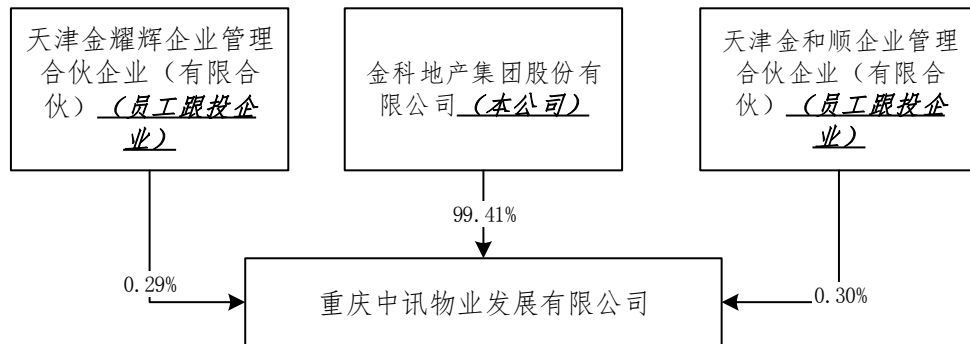 天津金耀辉企业管理
合伙企业（有限合
伙）（员工跟投企
业）
金科地产集团股份有
限公司（本公司）
天津金和顺企业管理
合伙企业（有限合
伙）（员工跟投企
业）
99.41%
0.29%
0.30%
重庆中讯物业发展有限公司